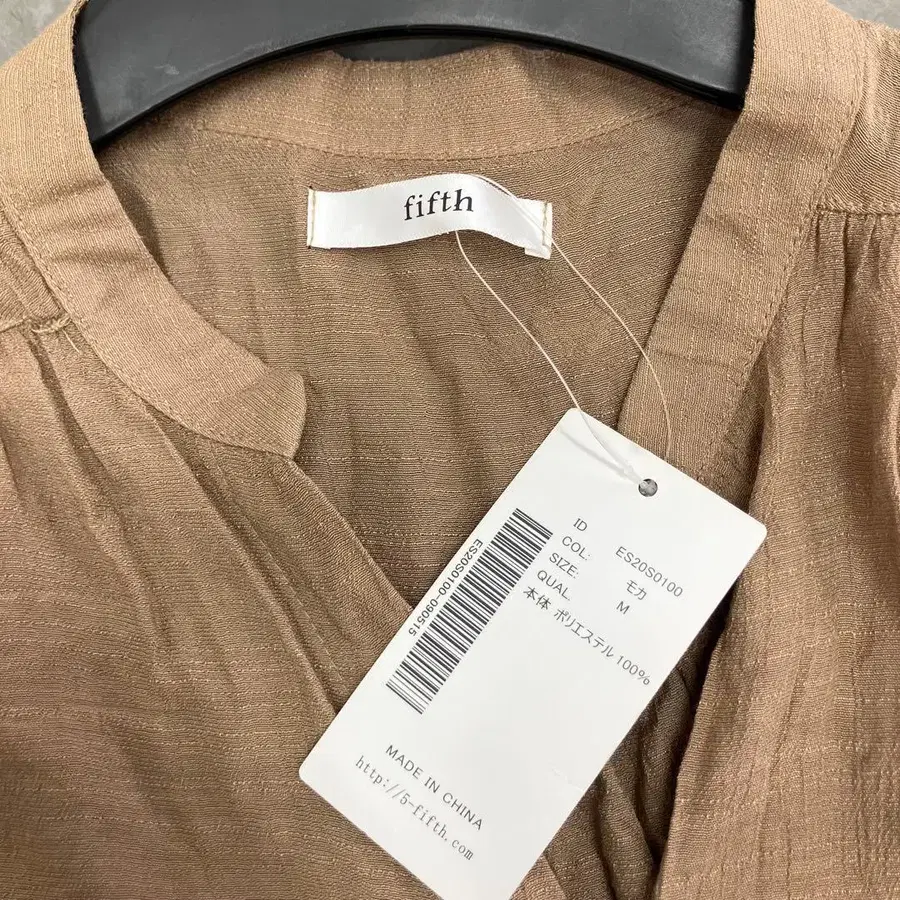 fifth
ID ES20S0100
COL: モカ
SIZE: M
QUAL.
本体 ポリエステル 100%
ES20S0100-090515
MADE IN CHINA
http://5-fifth.com